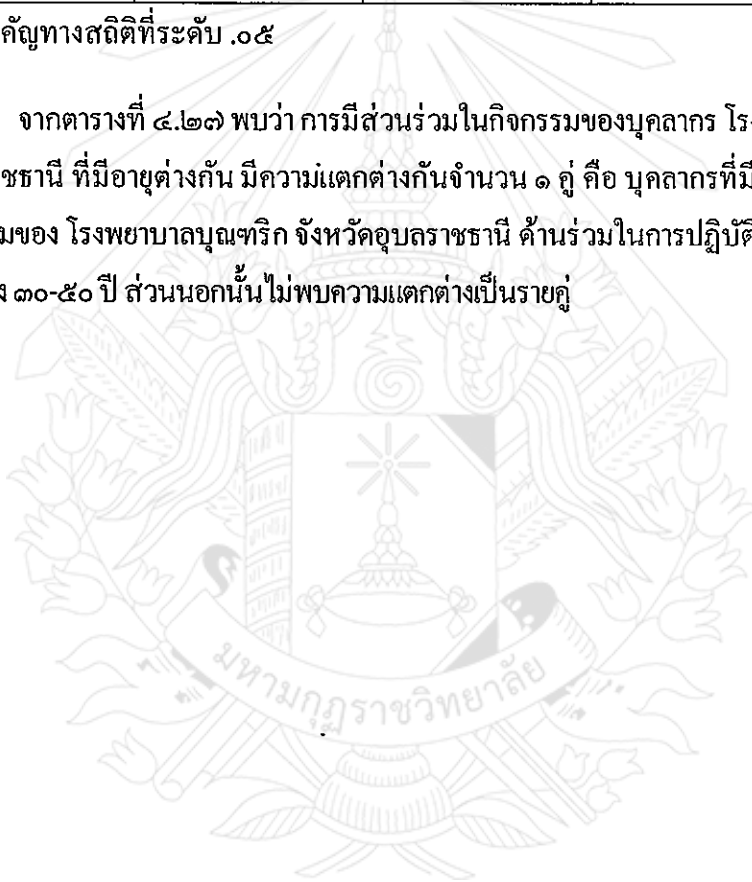 คัญทางสถิติที่ระดับ .๐๕
จากตารางที่ ๔.๒๗ พบว่า การมีส่วนร่วมในกิจกรรมของบุคลากร โรง
ชธานี ที่มีอายุต่างกัน มีความแตกต่างกันจำนวน ๑ คู่ คือ บุคลากรที่มี
มของ โรงพยาบาลบุณฑริก จังหวัดอุบลราชธานี ด้านร่วมในการปฏิบัติ
ง ๓๐-๕๐ ปี ส่วนนอกนั้นไม่พบความแตกต่างเป็นรายคู่
มหามกุฏราชวิทยาลัย